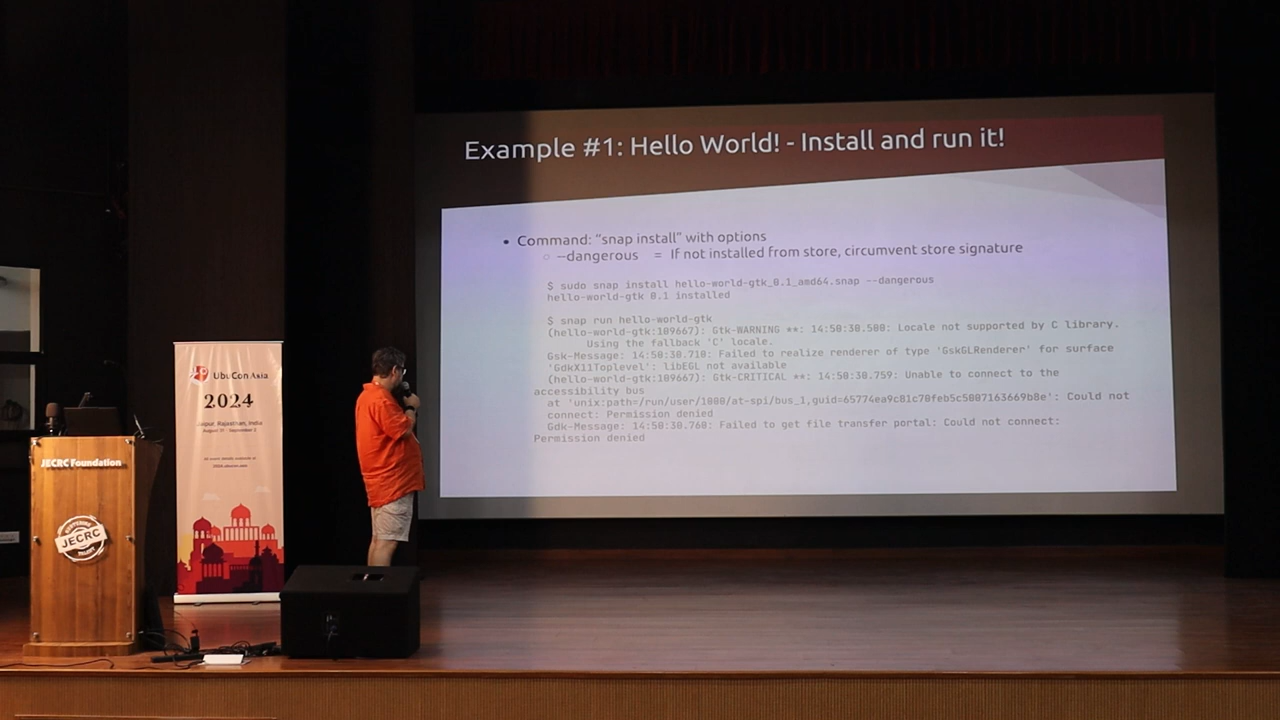 Example #1: Hello World! - Install and run it!
• Command: “snap install” with options
○ --dangerous = If not installed from store, circumvent store signature
$ sudo snap install hello-world-gtk_0.1_amd64.snap --dangerous
hello-world-gtk 0.1 installed
$ snap run hello-world-gtk
(hello-world-gtk:109667): Gtk-WARNING **: 14:50:30.500: Locale not supported by C library.
Using the fallback 'C' locale.
Gsk-Message: 14:50:30.710: Failed to realize renderer of type 'GskGLRenderer' for surface
'GdkX11Toplevel': libEGL not available
(hello-world-gtk:109667): Gtk-CRITICAL **: 14:50:30.759: Unable to connect to the
accessibility bus
at 'unix:path=/run/user/1000/at-spi/bus_1,guid=65774ea9c81c70feb5c5007163669b8e': Could not
connect: Permission denied
Gdk-Message: 14:50:30.760: Failed to get file transfer portal: Could not connect:
Permission denied
UbuCon Asia
2024
Jaipur, Rajasthan, India
August 31 - September 1
JECRC Foundation
JECRC